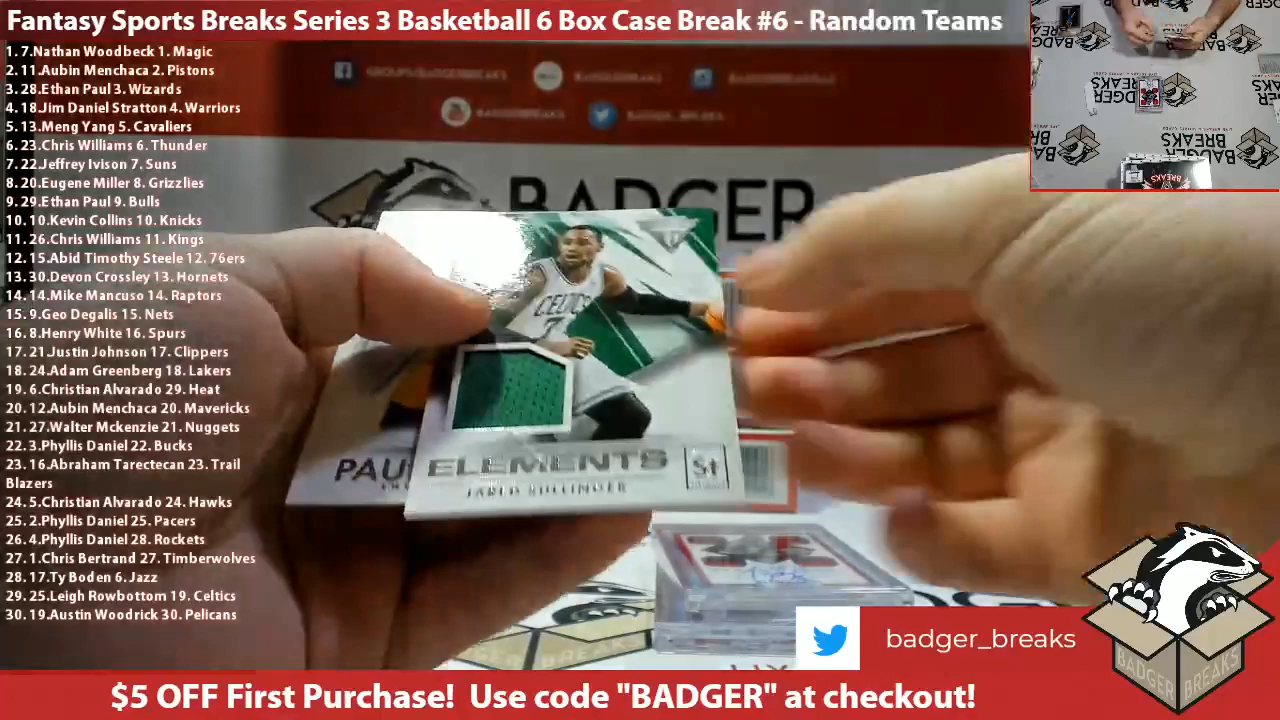 Fantasy Sports Breaks Series 3 Basketball 6 Box Case Break #6 - Random Teams
1. 7.Nathan Woodbeck 1. Magic
2. 11.Aubin Menchaca 2. Pistons
3. 28.Ethan Paul 3. Wizards
4. 18.Jim Daniel Stratton 4. Warriors
5. 13.Meng Yang 5. Cavaliers
6. 23.Chris Williams 6. Thunder
7. 22.Jeffrey Ivison 7. Suns
8. 20.Eugene Miller 8. Grizzlies
9. 29.Ethan Paul 9. Bulls
10. 10.Kevin Collins 10. Knicks
11. 26.Chris Williams 11. Kings
12. 15.Abid Timothy Steele 12. 76ers
13. 30.Devon Crossley 13. Hornets
14. 14.Mike Mancuso 14. Raptors
15. 9.Geo Degalis 15. Nets
16. 8.Henry White 16. Spurs
17. 21.Justin Johnson 17. Clippers
18. 24.Adam Greenberg 18. Lakers
19. 6.Christian Alvarado 29. Heat
20. 12.Aubin Menchaca 20. Mavericks
21. 27.Walter Mckenzie 21. Nuggets
22. 3.Phyllis Daniel 22. Bucks
23. 16.Abraham Tarectecan 23. Trail
Blazers
24. 5.Christian Alvarado 24. Hawks
25. 2.Phyllis Daniel 25. Pacers
26. 4.Phyllis Daniel 28. Rockets
27. 1.Chris Bertrand 27. Timberwolves
28. 17.Ty Boden 6. Jazz
29. 25.Leigh Rowbottom 19. Celtics
30. 19.Austin Woodrick 30. Pelicans
BADGER
CELTICS
7
PAU
ELEMENTS
JARED SULLINGER
BADGER
BREAKS
BADGER
BREAKS
badger_breaks
BADGER BREAKS
$5 OFF First Purchase! Use code "BADGER" at checkout!